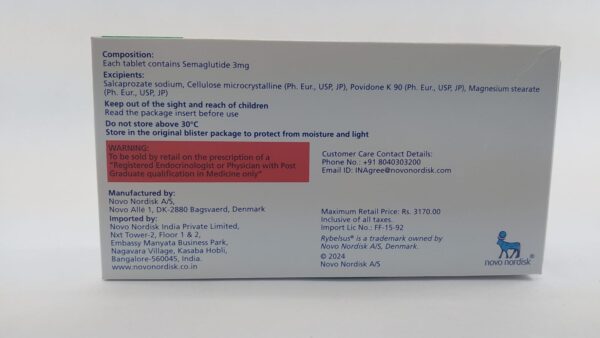 Composition:
Each tablet contains Semaglutide 3mg
Excipients:
Salcaprozate sodium, Cellulose microcrystalline (Ph. Eur., USP, JP), Povidone K 90 (Ph. Eur., USP, JP), Magnesium stearate
(Ph. Eur., USP, JP)
Keep out of the sight and reach of children
Read the package insert before use
Do not store above 30°C
Store in the original blister package to protect from moisture and light
WARNING:
To be sold by retail on the prescription of a
"Registered Endocrinologist or Physician with Post
Graduate qualification in Medicine only"
Customer Care Contact Details:
Phone No.: +91 8040303200
Email ID: INAgree@novonordisk.com
Manufactured by:
Novo Nordisk A/S,
Novo Allé 1, DK-2880 Bagsvaerd, Denmark
Imported by:
Novo Nordisk India Private Limited,
Nxt Tower-2, Floor 1 & 2,
Embassy Manyata Business Park,
Nagavara Village, Kasaba Hobli,
Bangalore-560045, India.
www.novonordisk.co.in
Maximum Retail Price: Rs. 3170.00
Inclusive of all taxes.
Import Lic No.: FF-15-92
Rybelsus® is a trademark owned by
Novo Nordisk A/S, Denmark.
© 2024
Novo Nordisk A/S
novo nordisk®